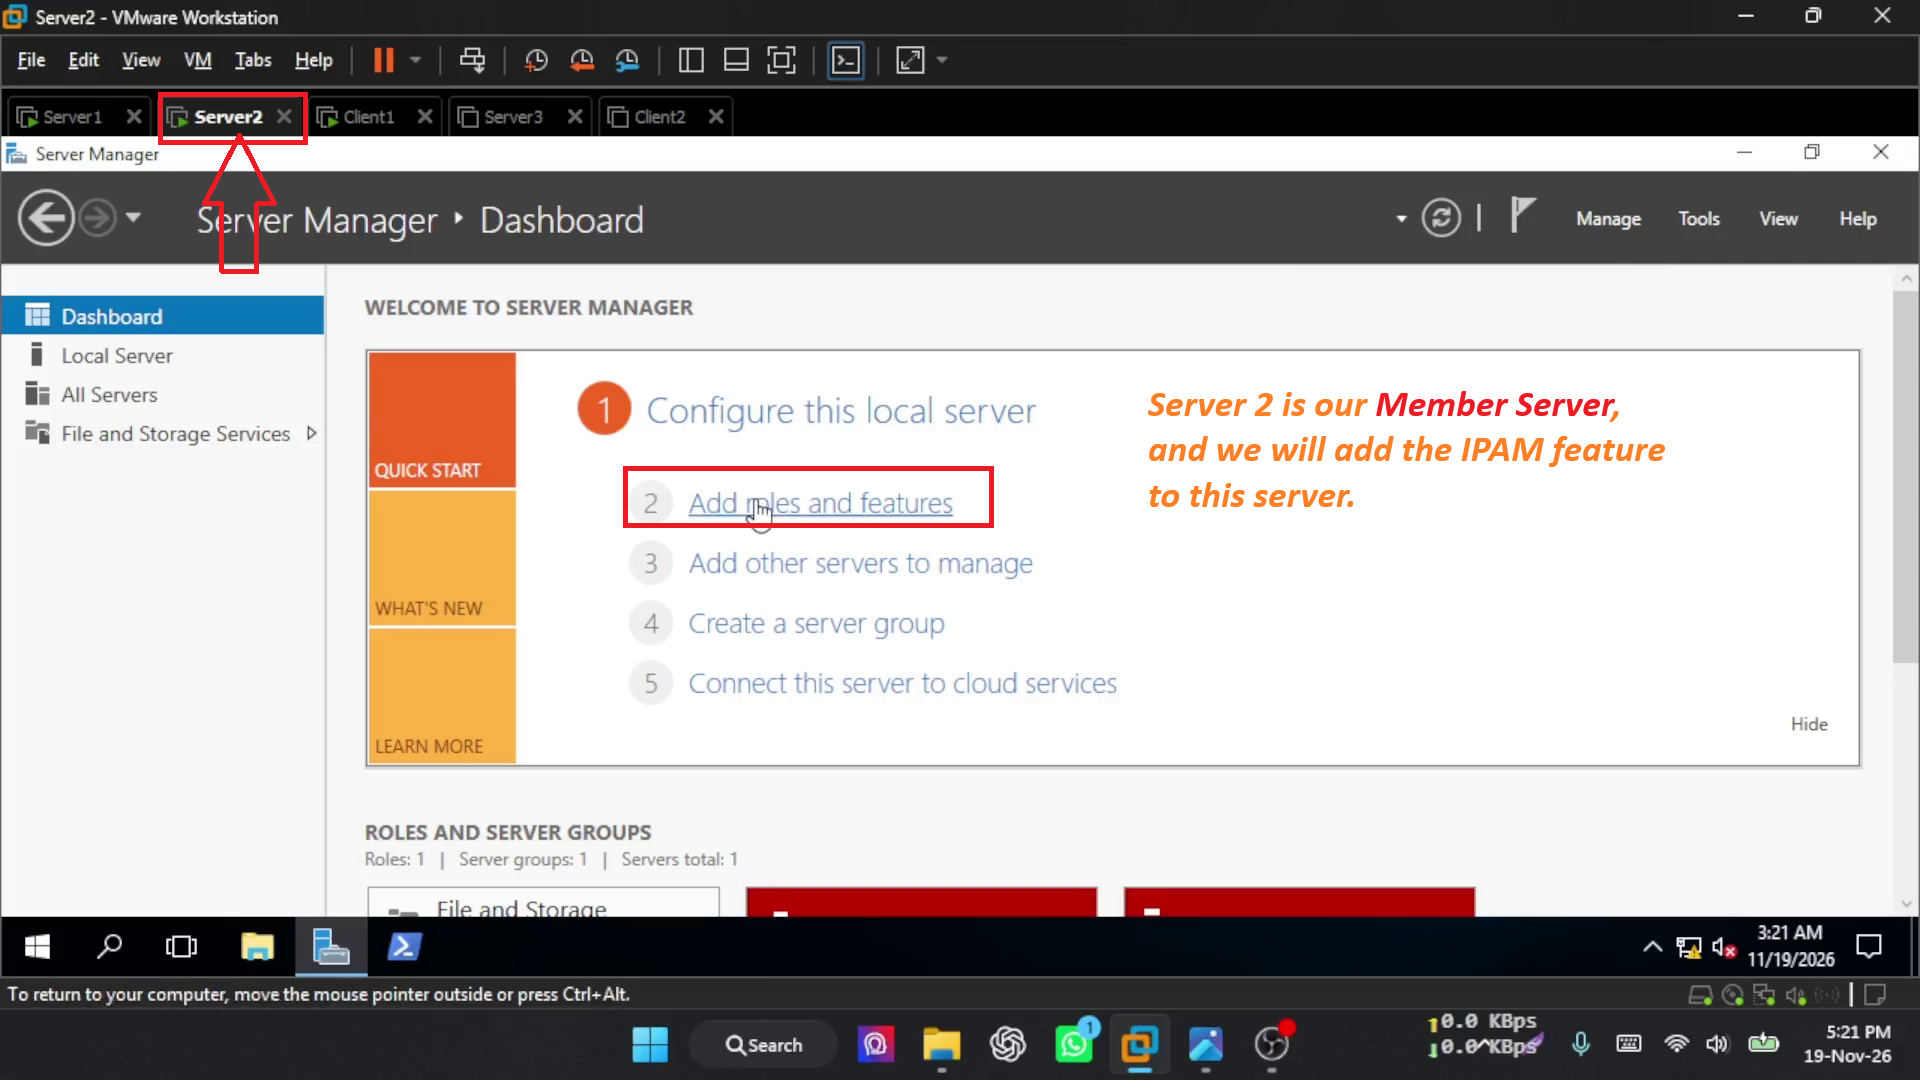 Server2 - VMware Workstation
File Edit View VM Tabs Help
Server1 Server2 Client1 Server3 Client2
Server Manager
Server Manager Dashboard
Manage Tools View Help
Dashboard
Local Server
All Servers
File and Storage Services
WELCOME TO SERVER MANAGER
QUICK START
WHAT'S NEW
LEARN MORE
1 Configure this local server
2 Add roles and features
3 Add other servers to manage
4 Create a server group
5 Connect this server to cloud services
Hide
Server 2 is our Member Server,
and we will add the IPAM feature
to this server.
ROLES AND SERVER GROUPS
Roles: 1 | Server groups: 1 | Servers total: 1
File and Storage
3:21 AM
11/19/2026
To return to your computer, move the mouse pointer outside or press Ctrl+Alt.
Search
1
0.0 KBps
0.0 KBps
5:21 PM
19-Nov-26